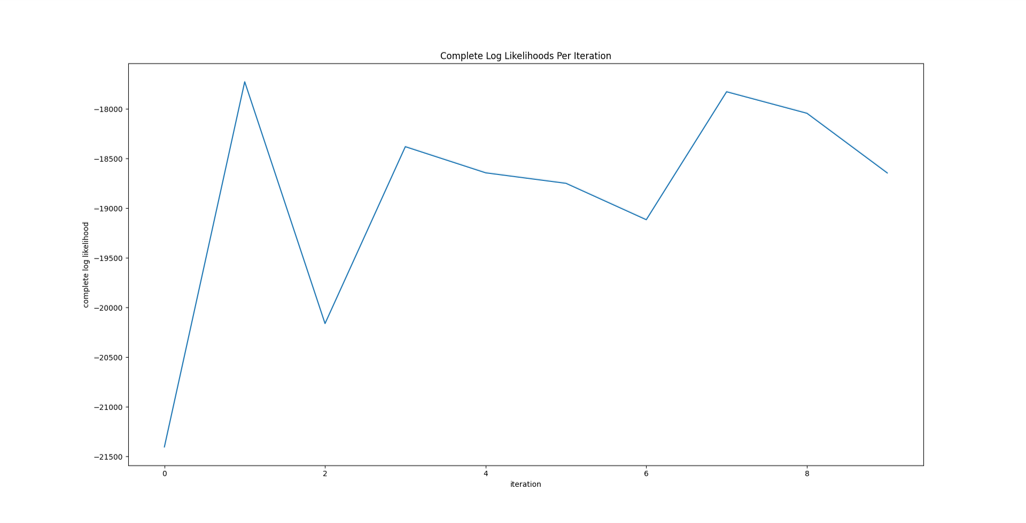 Complete Log Likelihoods Per Iteration
complete log likelihood
−18000
−18500
−19000
−19500
−20000
−20500
−21000
−21500
0 2 4 6 8
iteration